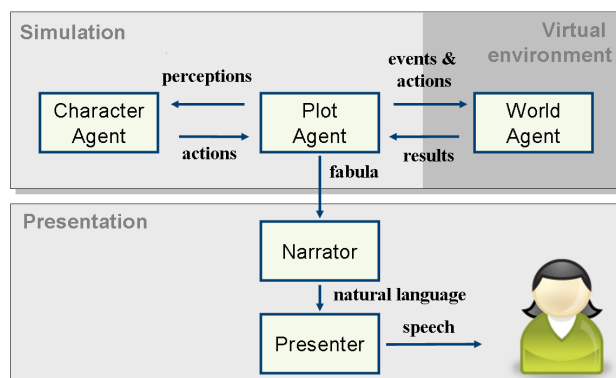 Simulation
Virtual
environment
perceptions
events &
actions
Character
Agent
Plot
Agent
World
Agent
actions
results
fabula
Presentation
Narrator
natural language
Presenter
speech